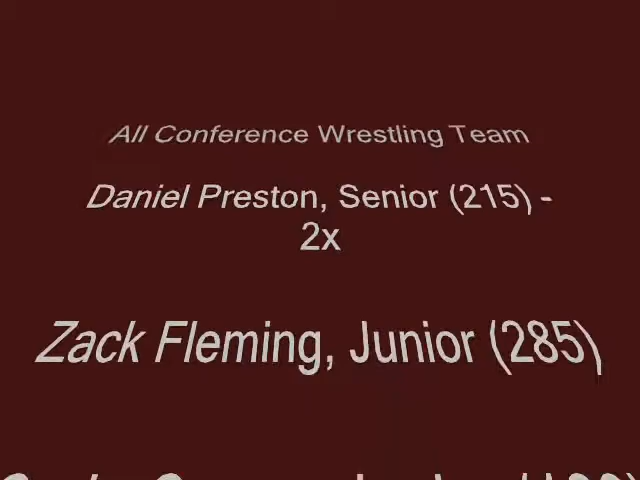 All Conference Wrestling Team
Daniel Preston, Senior (215) -
2x
Zack Fleming, Junior (285)